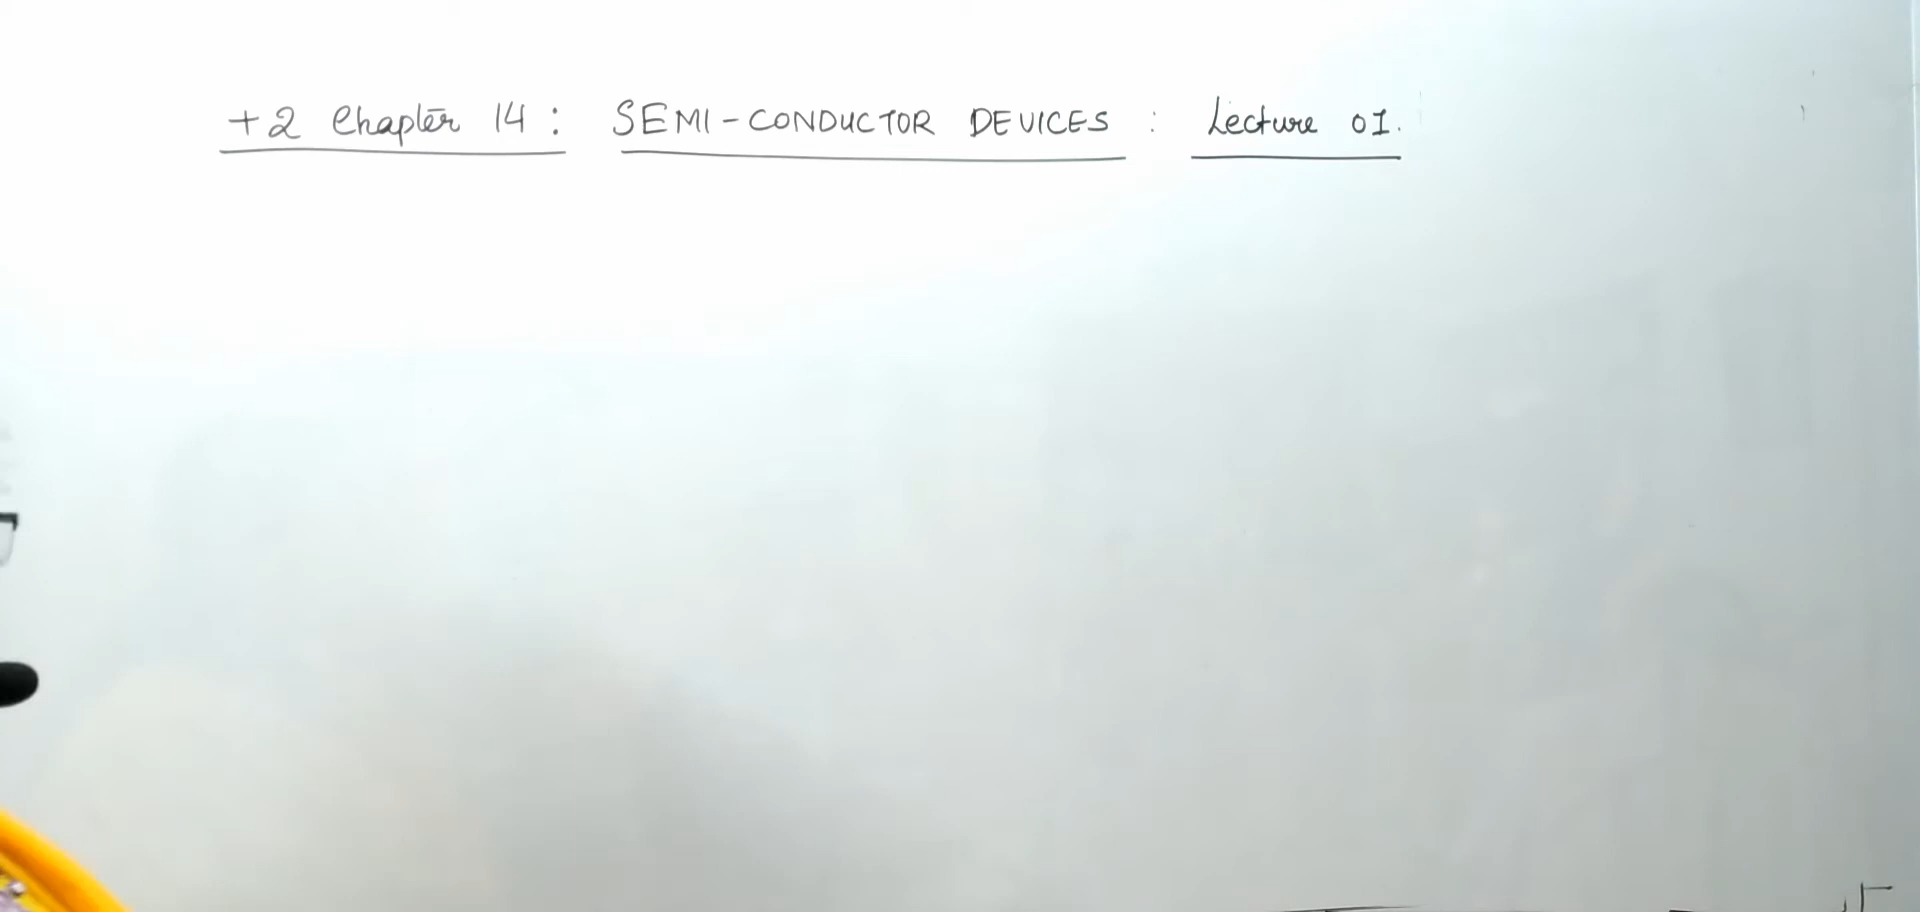 +2 Chapter 14 : SEMI-CONDUCTOR DEVICES : Lecture 01.